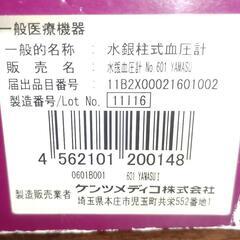 一般医療機器
一般的名称 : 水銀柱式血圧計
販売名 : 水銀血圧計 No.601 YAMASU
届出品目番号 : 11B2X00021601002
製造番号/Lot No. 11I16
4 562101 200148
0601B001 601 YAMASU
製造販売業者 ケンツメディコ株式会社
埼玉県本庄市児玉町共栄552番地1